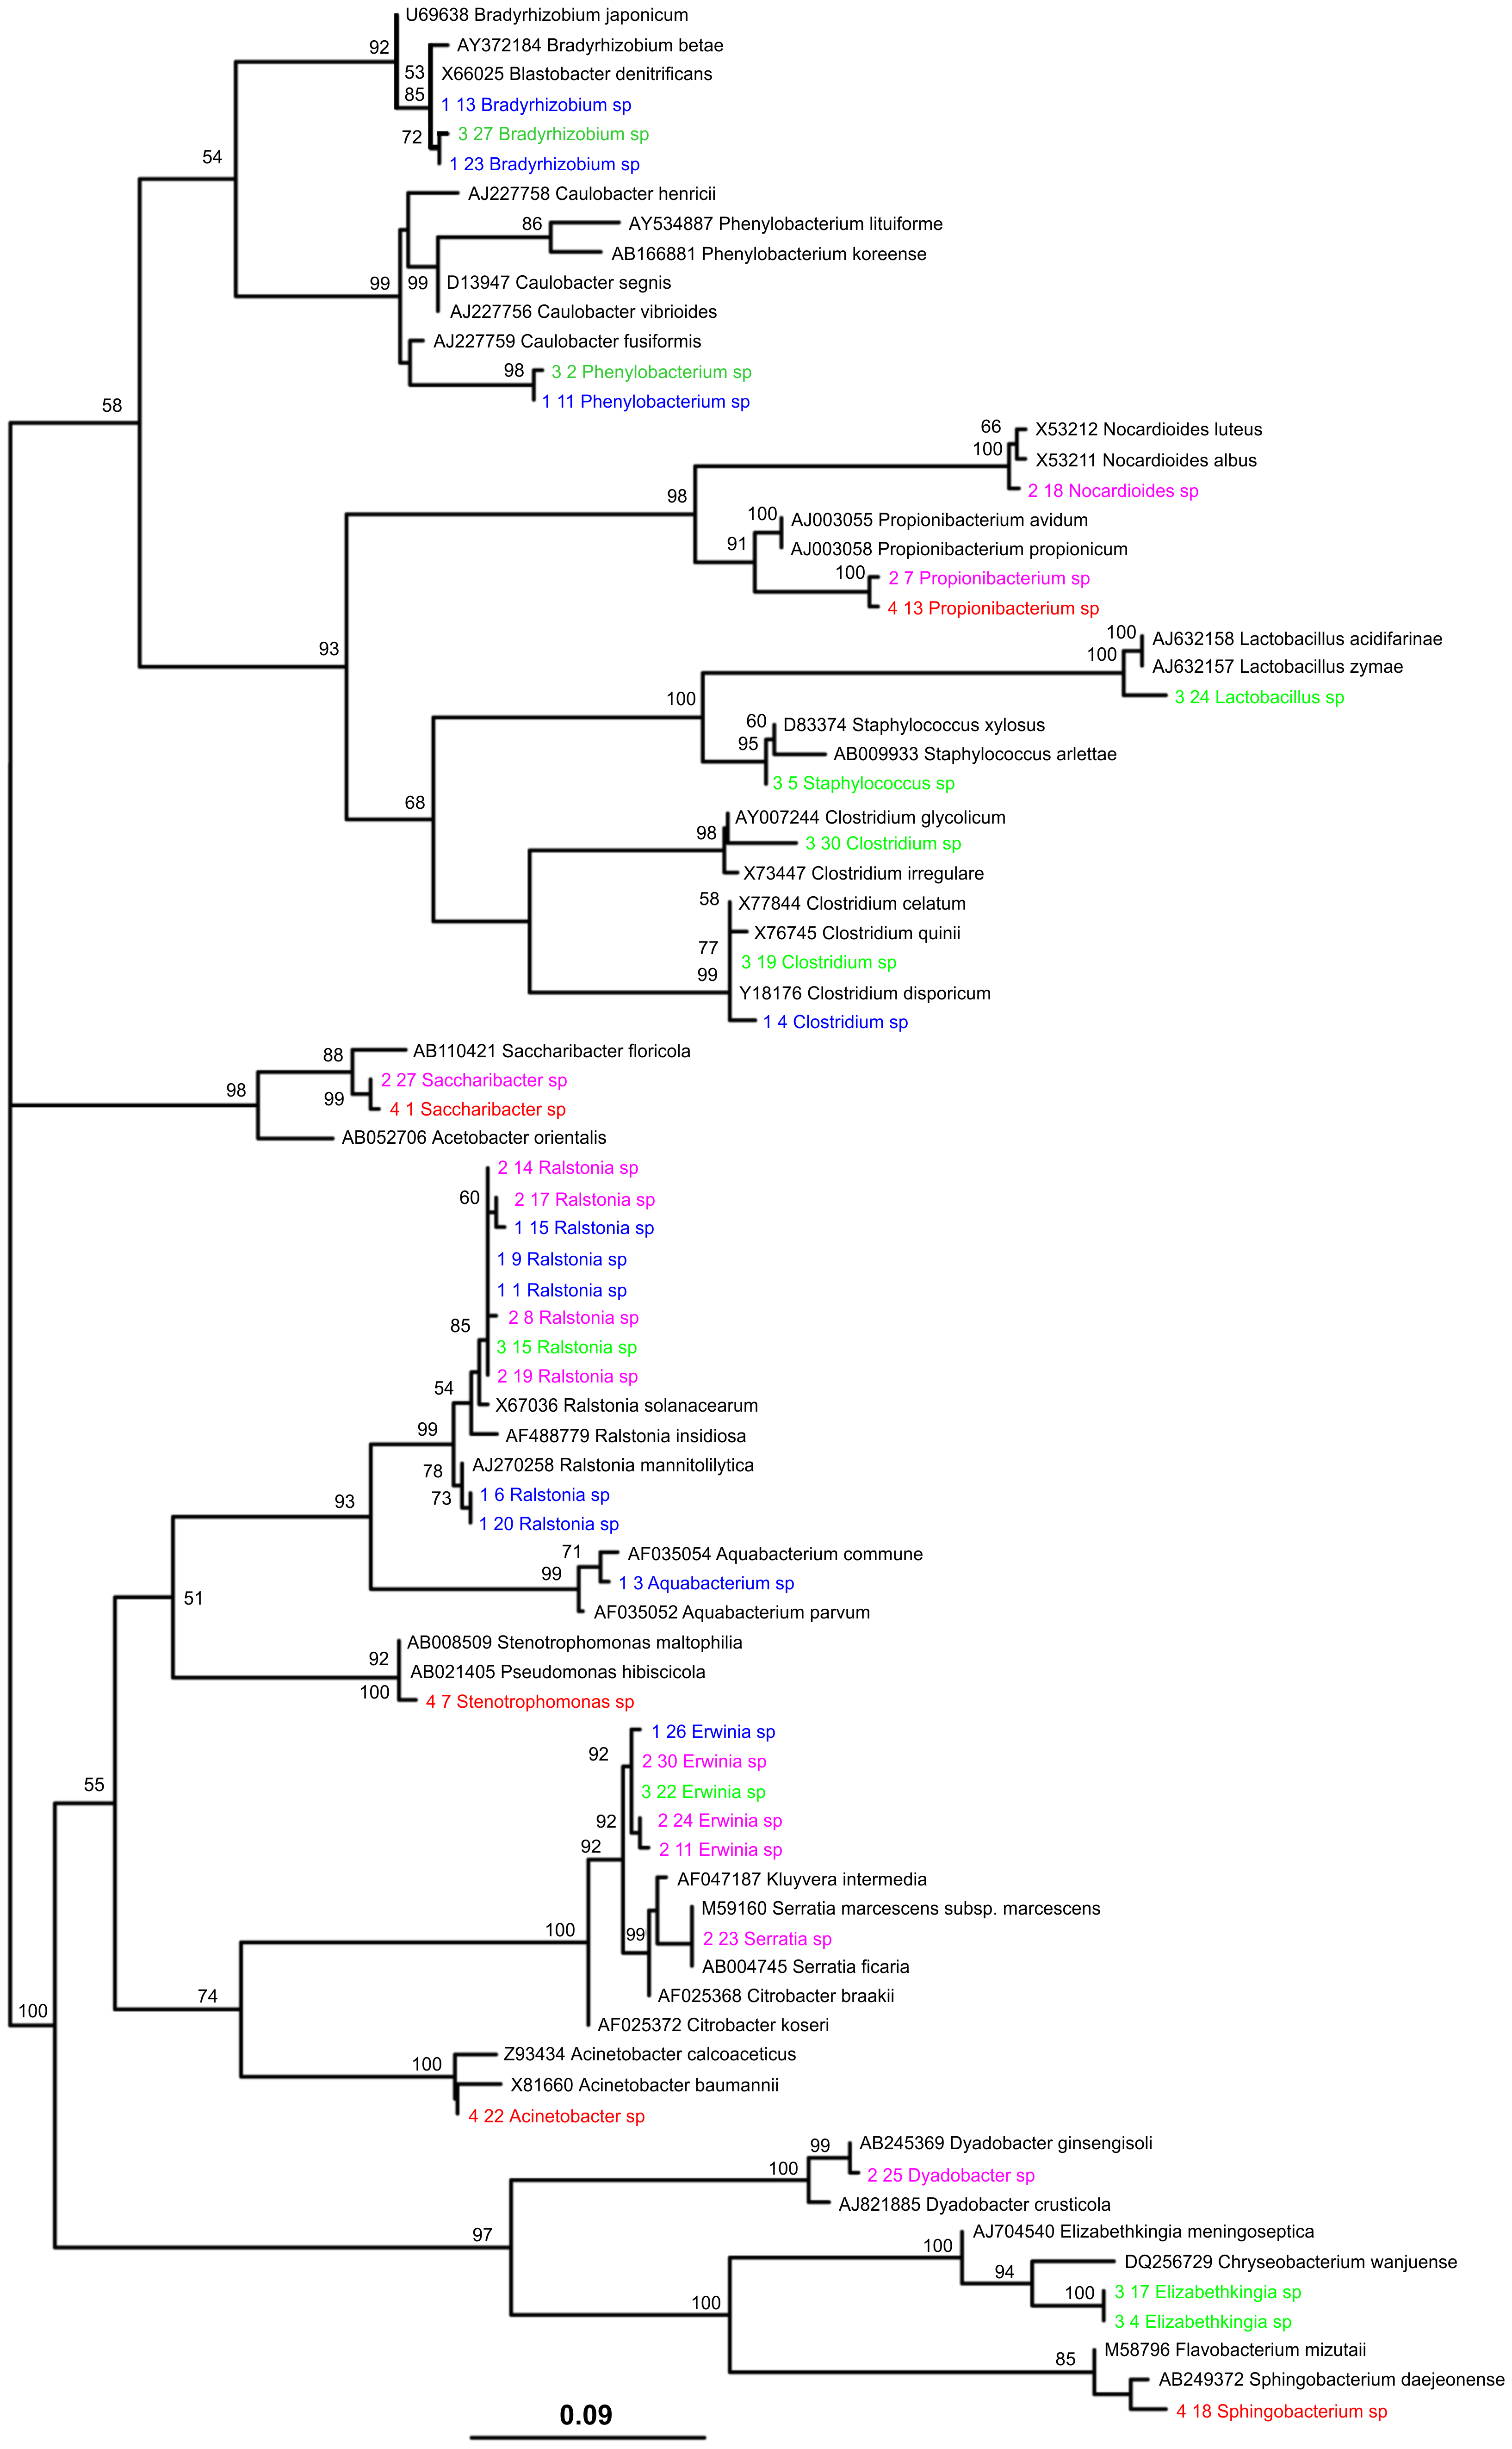 U69638 Bradyrhizobium japonicum
92
AY372184 Bradyrhizobium betae
53
X66025 Blastobacter denitrificans
85
1 13 Bradyrhizobium sp
3 27 Bradyrhizobium sp
72
1 23 Bradyrhizobium sp
54
AJ227758 Caulobacter henricii
86
AY534887 Phenylobacterium lituiforme
AB166881 Phenylobacterium koreense
99
99
D13947 Caulobacter segnis
AJ227756 Caulobacter vibrioides
AJ227759 Caulobacter fusiformis
98
3 2 Phenylobacterium sp
1 11 Phenylobacterium sp
58
66
X53212 Nocardioides luteus
100
X53211 Nocardioides albus
2 18 Nocardioides sp
98
100
AJ003055 Propionibacterium avidum
91
AJ003058 Propionibacterium propionicum
100
2 7 Propionibacterium sp
4 13 Propionibacterium sp
93
100
AJ632158 Lactobacillus acidifarinae
100
AJ632157 Lactobacillus zymae
3 24 Lactobacillus sp
100
60
D83374 Staphylococcus xylosus
95
AB009933 Staphylococcus arlettae
3 5 Staphylococcus sp
68
AY007244 Clostridium glycolicum
98
3 30 Clostridium sp
X73447 Clostridium irregulare
58
X77844 Clostridium celatum
X76745 Clostridium quinii
77
3 19 Clostridium sp
99
Y18176 Clostridium disporicum
1 4 Clostridium sp
88
AB110421 Saccharibacter floricola
2 27 Saccharibacter sp
98
99
4 1 Saccharibacter sp
AB052706 Acetobacter orientalis
2 14 Ralstonia sp
60
2 17 Ralstonia sp
1 15 Ralstonia sp
1 9 Ralstonia sp
1 1 Ralstonia sp
2 8 Ralstonia sp
85
3 15 Ralstonia sp
2 19 Ralstonia sp
54
X67036 Ralstonia solanacearum
99
AF488779 Ralstonia insidiosa
78
AJ270258 Ralstonia mannitolilytica
73
1 6 Ralstonia sp
93
1 20 Ralstonia sp
71
AF035054 Aquabacterium commune
99
1 3 Aquabacterium sp
51
AF035052 Aquabacterium parvum
AB008509 Stenotrophomonas maltophilia
92
AB021405 Pseudomonas hibiscicola
100
4 7 Stenotrophomonas sp
1 26 Erwinia sp
92
2 30 Erwinia sp
55
3 22 Erwinia sp
92
2 24 Erwinia sp
92
2 11 Erwinia sp
AF047187 Kluyvera intermedia
M59160 Serratia marcescens subsp. marcescens
100
99
2 23 Serratia sp
AB004745 Serratia ficaria
74
AF025368 Citrobacter braakii
100
AF025372 Citrobacter koseri
100
Z93434 Acinetobacter calcoaceticus
X81660 Acinetobacter baumannii
4 22 Acinetobacter sp
99
AB245369 Dyadobacter ginsengisoli
100
2 25 Dyadobacter sp
AJ821885 Dyadobacter crusticola
97
AJ704540 Elizabethkingia meningoseptica
100
DQ256729 Chryseobacterium wanjuense
94
100
3 17 Elizabethkingia sp
100
3 4 Elizabethkingia sp
M58796 Flavobacterium mizutaii
85
AB249372 Sphingobacterium daejeonense
4 18 Sphingobacterium sp
0.09